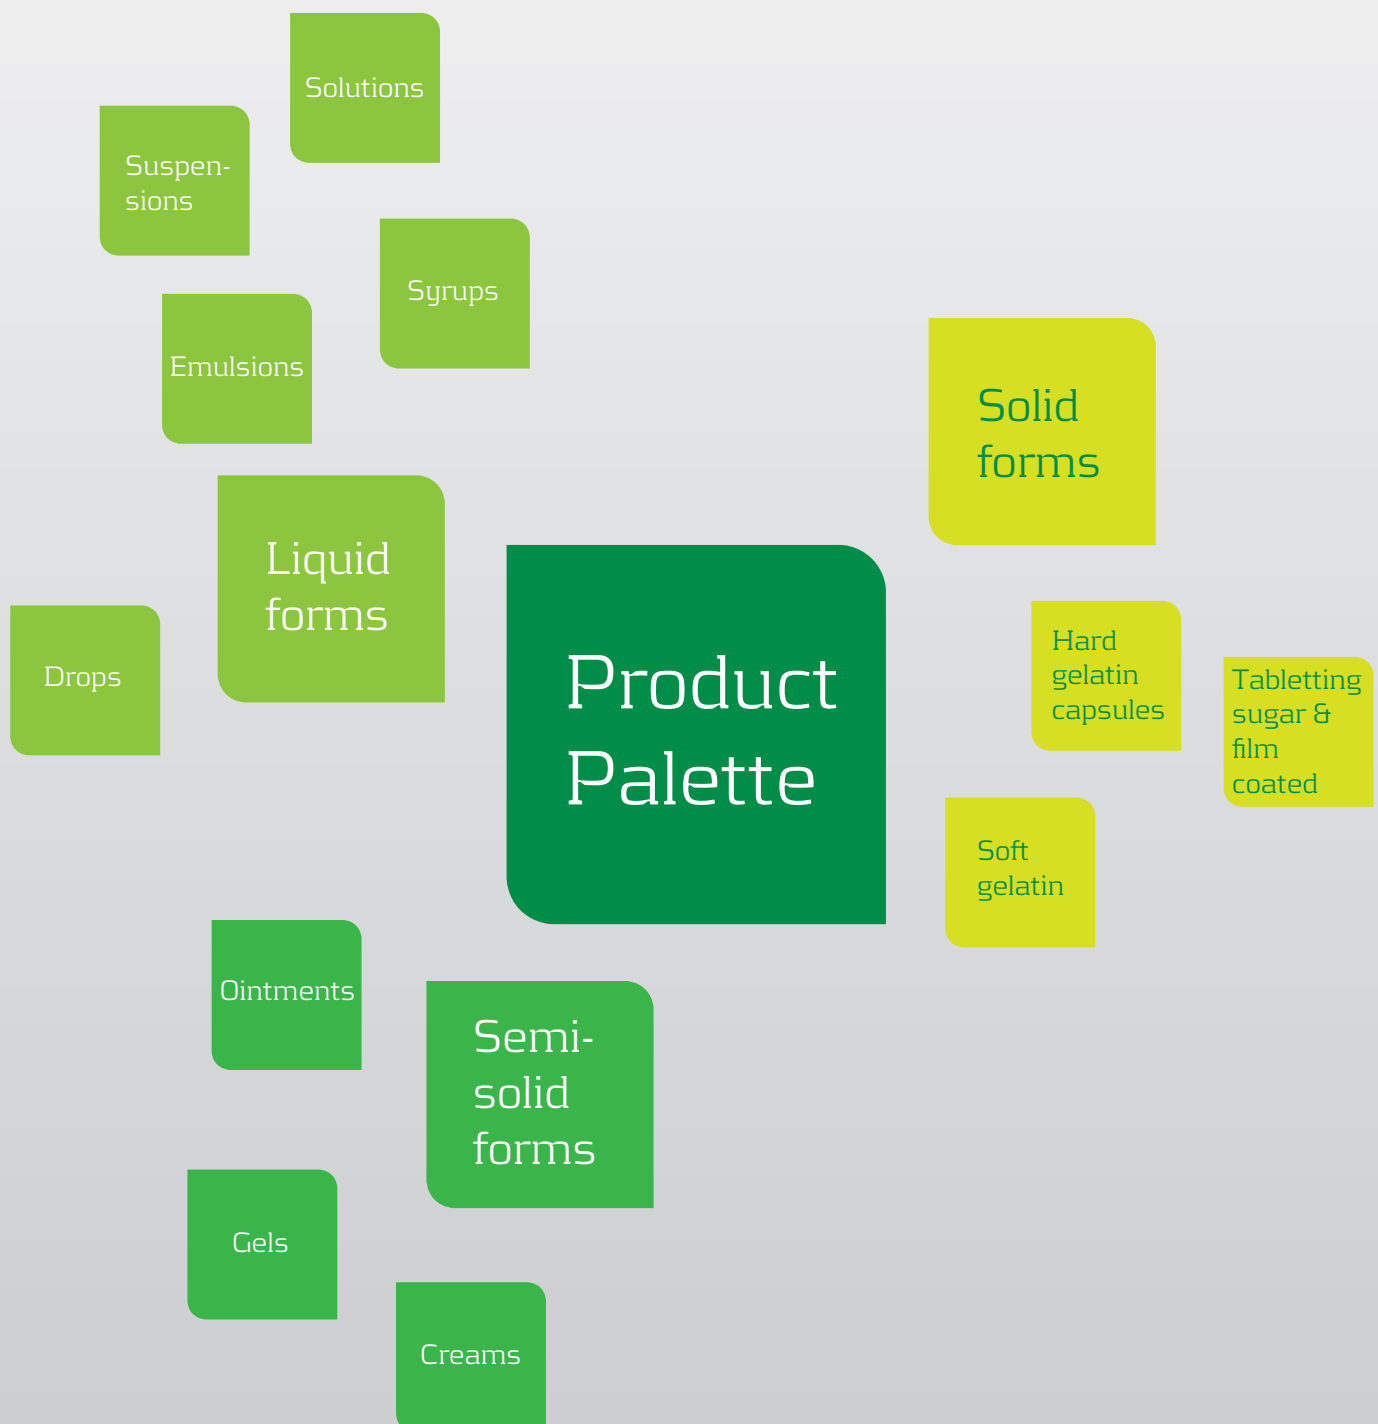 Solutions
Suspen-
sions
Syrups
Emulsions
Solid
forms
Liquid
forms
Drops
Product
Palette
Hard
gelatin
capsules
Tabletting
sugar &
film
coated
Soft
gelatin
Ointments
Semi-
solid
forms
Gels
Creams